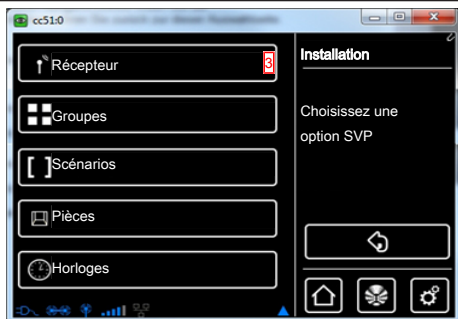 cc51:0
Récepteur
3
Groupes
Scénarios
Pièces
Horloges
Installation
Choisissez une
option SVP